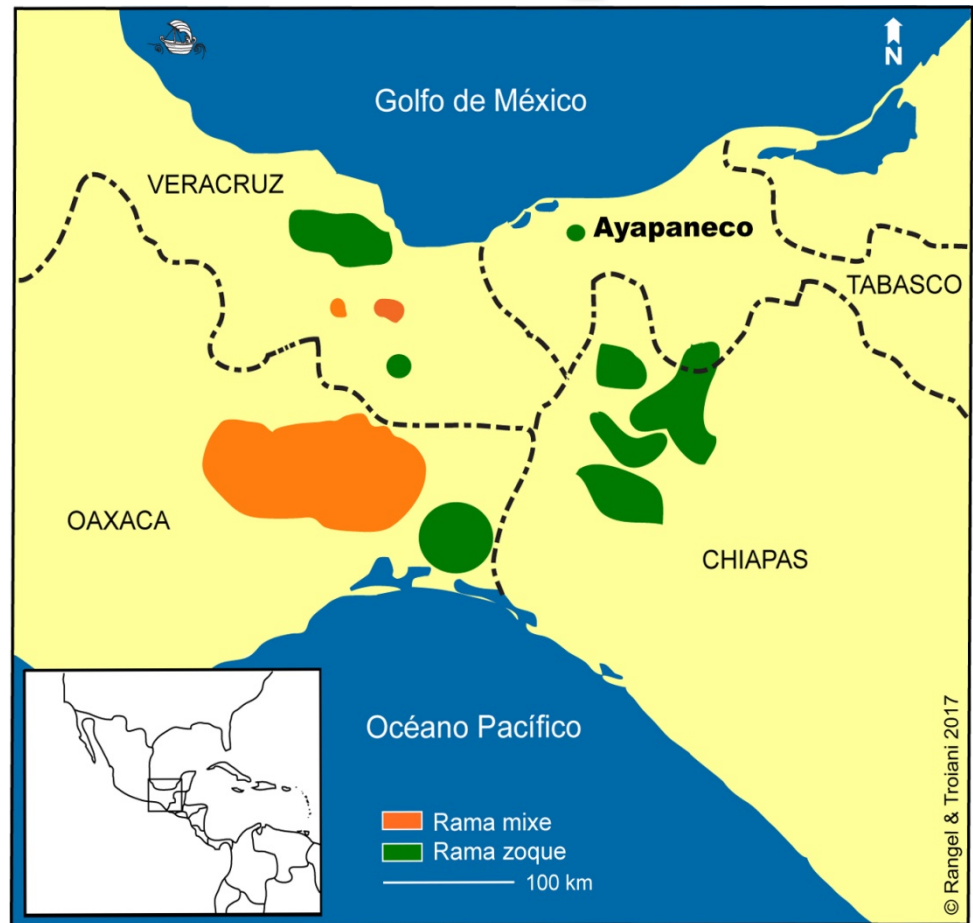 N
Golfo de México
VERACRUZ
Ayapaneco
TABASCO
OAXACA
CHIAPAS
Océano Pacífico
Rama mixe
Rama zoque
100 km
© Rangel & Troiani 2017